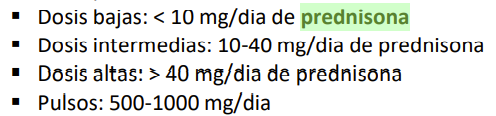 ▪ Dosis bajas: < 10 mg/dia de prednisona
▪ Dosis intermedias: 10-40 mg/dia de prednisona
▪ Dosis altas: > 40 mg/dia de prednisona
▪ Pulsos: 500-1000 mg/dia